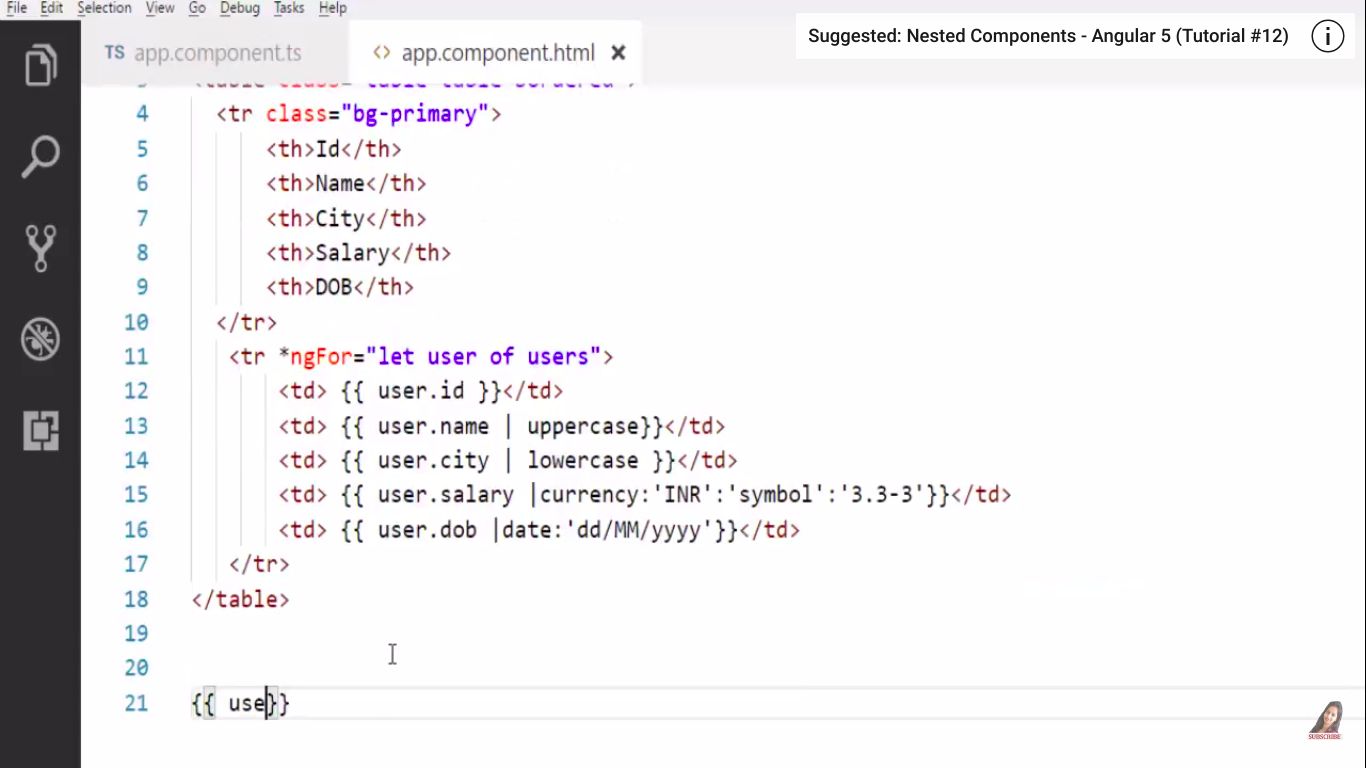 File Edit Selection View Go Debug Tasks Help
Suggested: Nested Components - Angular 5 (Tutorial #12)
TS app.component.ts <> app.component.html
4 <tr class="bg-primary">
5 <th>Id</th>
6 <th>Name</th>
7 <th>City</th>
8 <th>Salary</th>
9 <th>DOB</th>
10 </tr>
11 <tr *ngFor="let user of users">
12 <td> {{ user.id }}</td>
13 <td> {{ user.name | uppercase}}</td>
14 <td> {{ user.city | lowercase }}</td>
15 <td> {{ user.salary |currency:'INR':'symbol':'3.3-3'}}</td>
16 <td> {{ user.dob |date:'dd/MM/yyyy'}}</td>
17 </tr>
18 </table>
19
20
21 {{ use}}
SUBSCRIBE